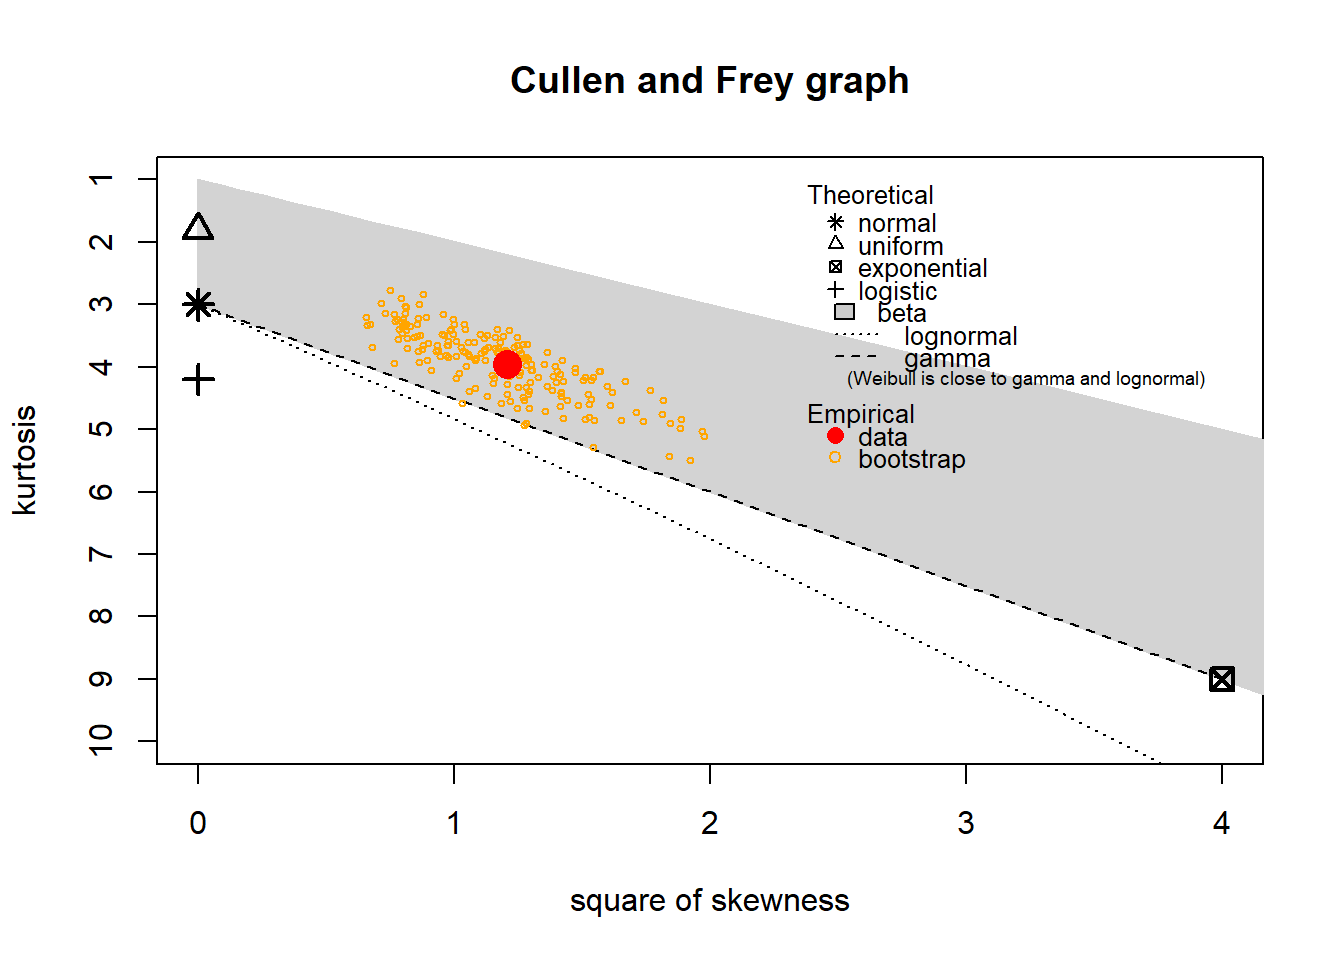 Cullen and Frey graph
kurtosis
1
2
3
4
5
6
7
8
9
10
Theoretical
normal
uniform
exponential
logistic
beta
lognormal
gamma
(Weibull is close to gamma and lognormal)
Empirical
data
bootstrap
0 1 2 3 4
square of skewness